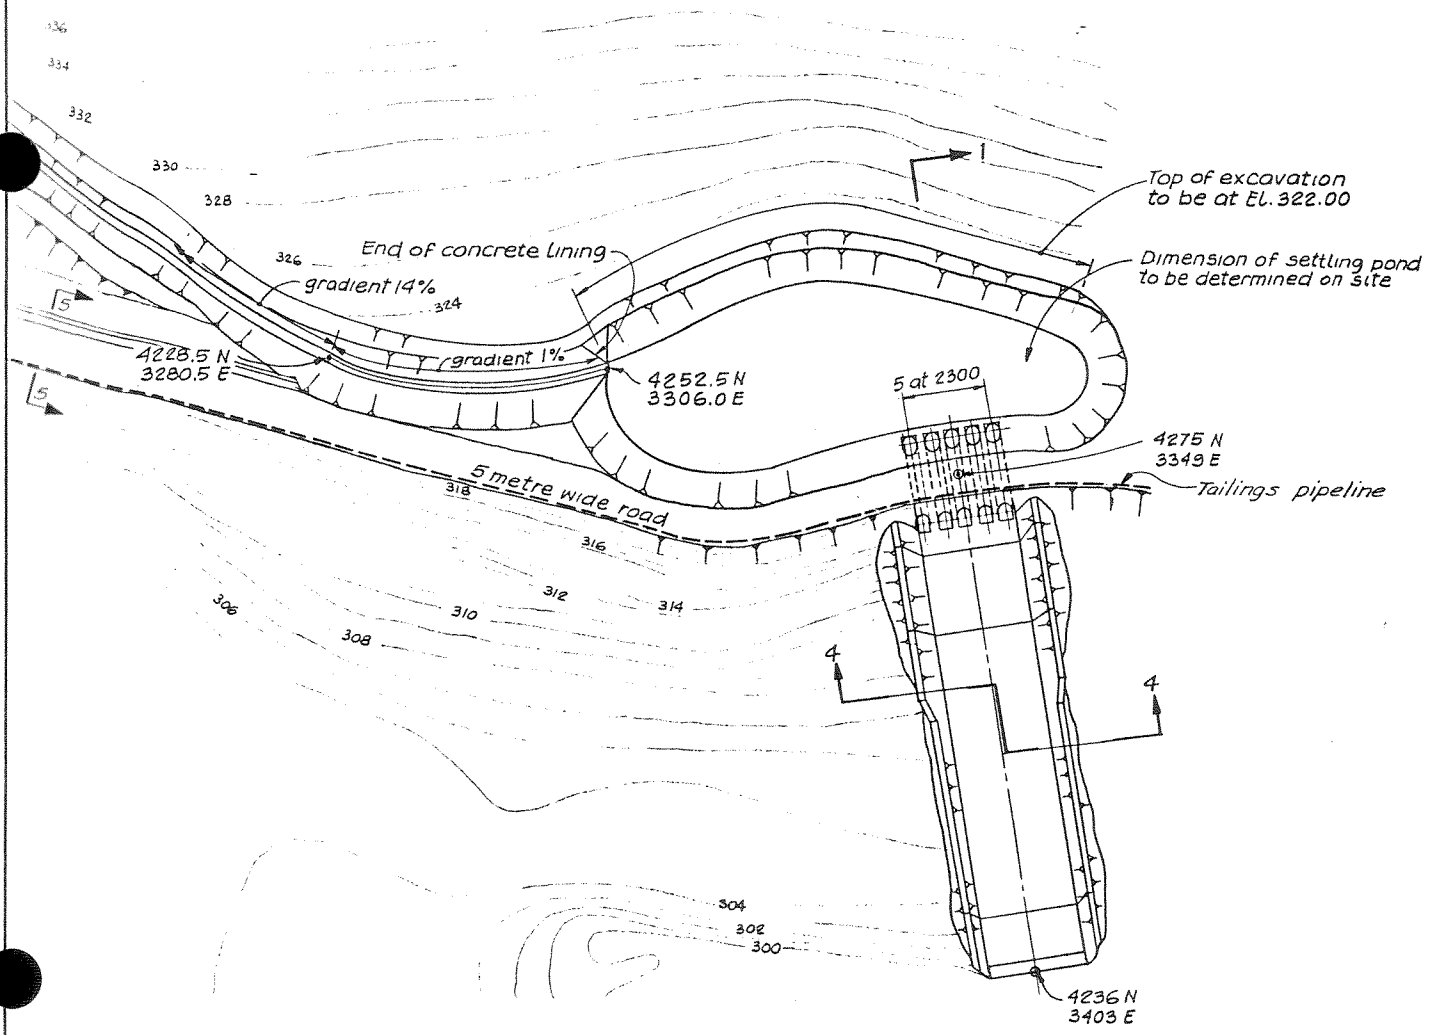 336
334
332
330
328
326
324
1
Top of excavation
to be at El. 322.00
End of concrete lining
gradient 14%
Dimension of settling pond
to be determined on site
5
4228.5 N
3280.5 E
gradient 1%
4252.5 N
3306.0 E
5 at 2300
5
4275 N
3349 E
Tailings pipeline
5 metre wide road
318
316
314
312
310
308
306
4
4
304
302
300
4236 N
3403 E